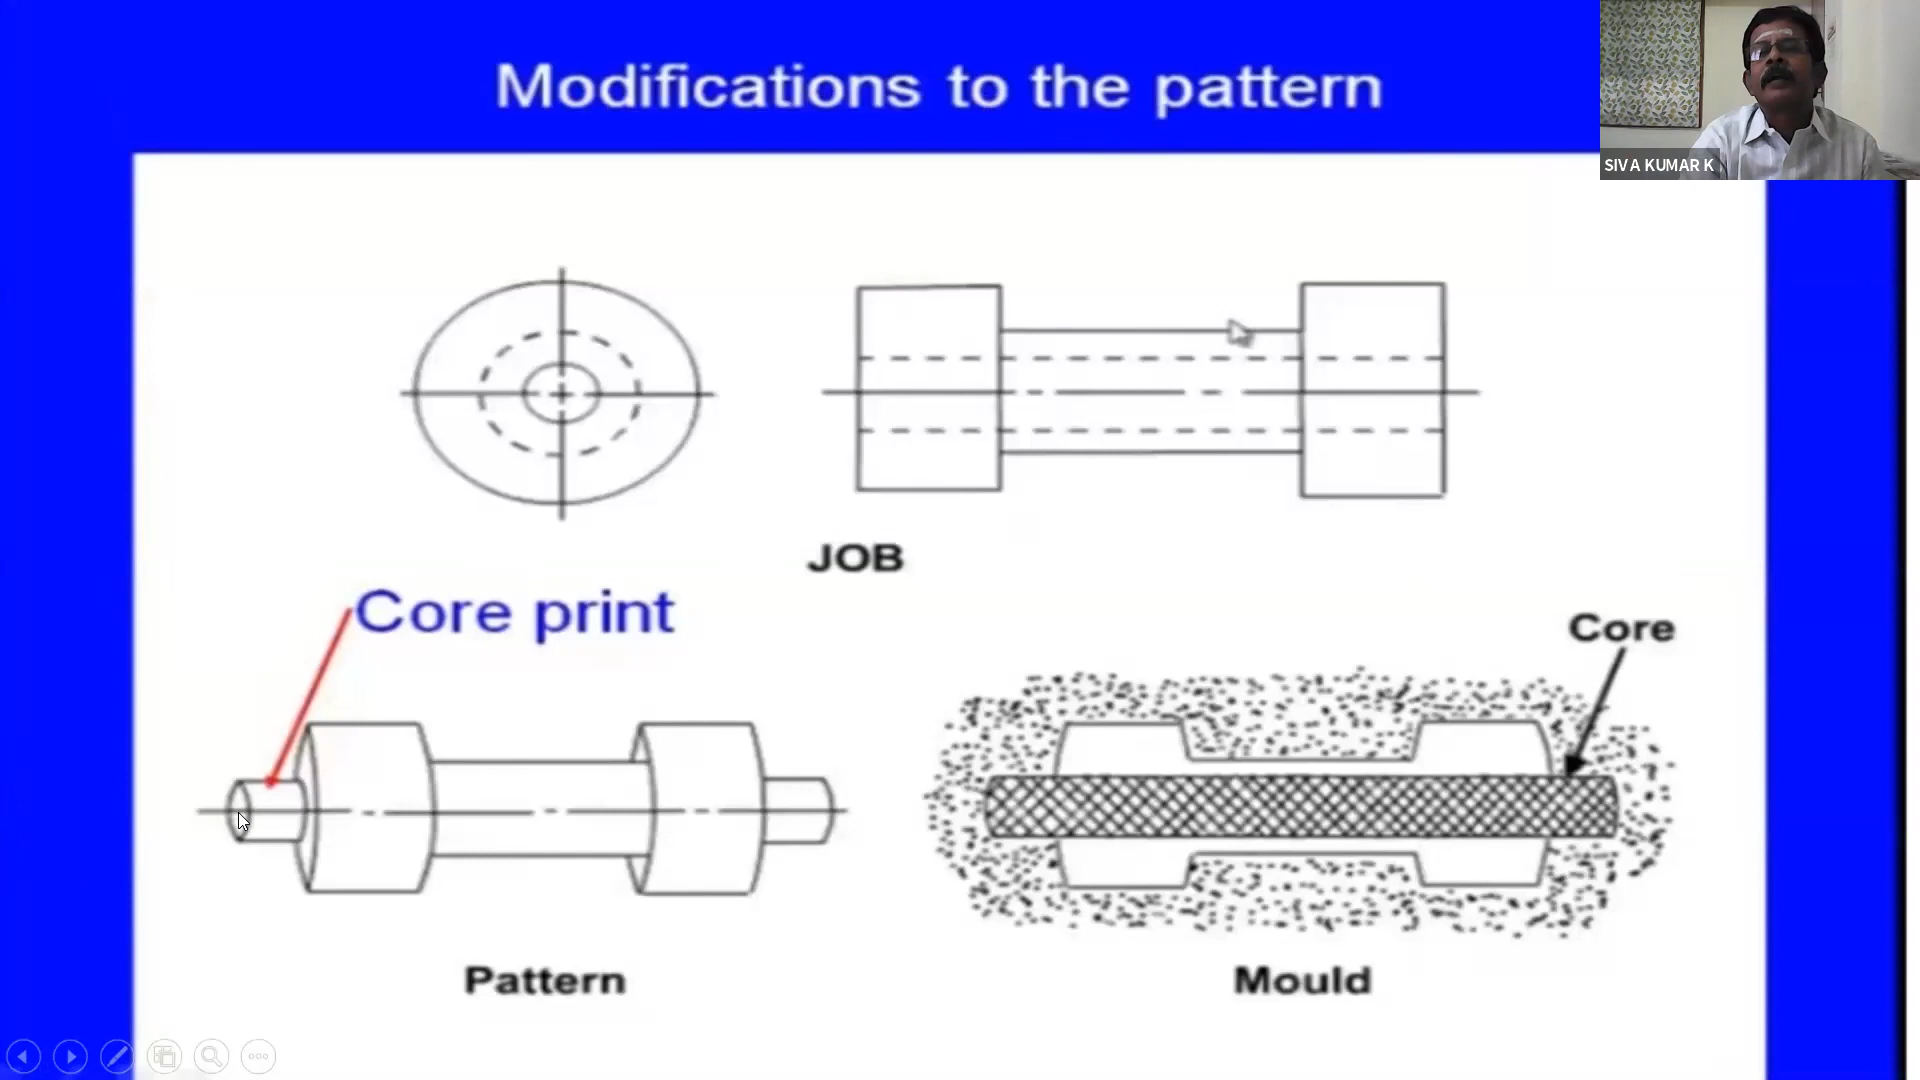 Modifications to the pattern
SIVA KUMAR K
JOB
Core print
Core
Pattern
Mould